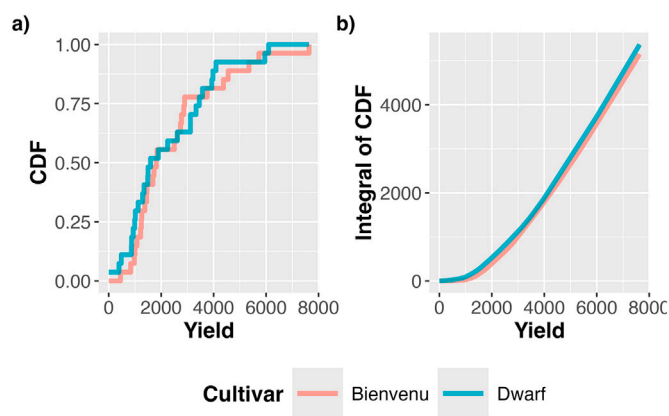 a)
CDF
1.00
0.75
0.50
0.25
0.00
0 2000 4000 6000 8000
Yield
b)
Integral of CDF
4000
2000
0
0 2000 4000 6000 800
Yield
Cultivar Bienvenu Dwarf